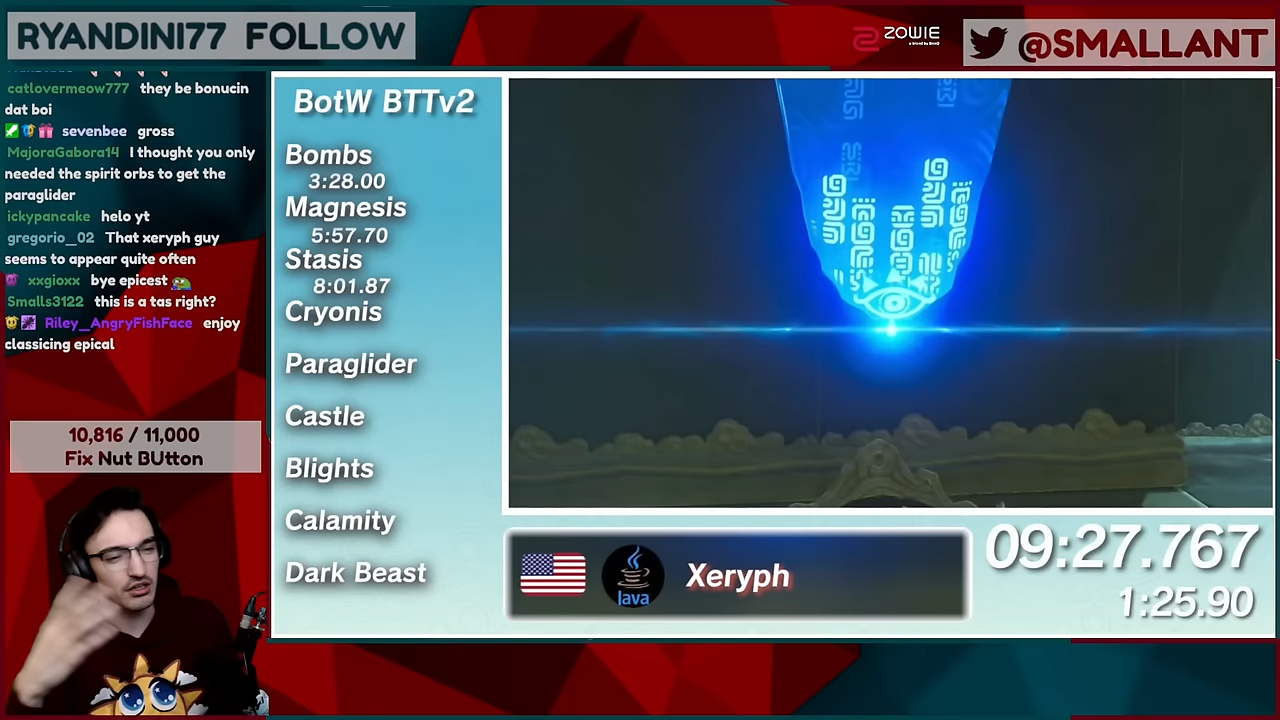 RYANDINI77 FOLLOW
ZOWIE
@SMALLANT
catlovermeow777 they be bonucin
dat boi
sevenbee gross
MajoraGabora14 I thought you only
needed the spirit orbs to get the
paraglider
ickypancake helo yt
gregorio_02 That xeryph guy
seems to appear quite often
xxgioxx bye epicest
Smalls3122 this is a tas right?
Riley_AngryFishFace enjoy
classicing epical
10,816 / 11,000
Fix Nut BUtton
BotW BTTv2
Bombs
3:28.00
Magnesis
5:57.70
Stasis
8:01.87
Cryonis
Paraglider
Castle
Blights
Calamity
Dark Beast
Java
Xeryph
09:27.767
1:25.90